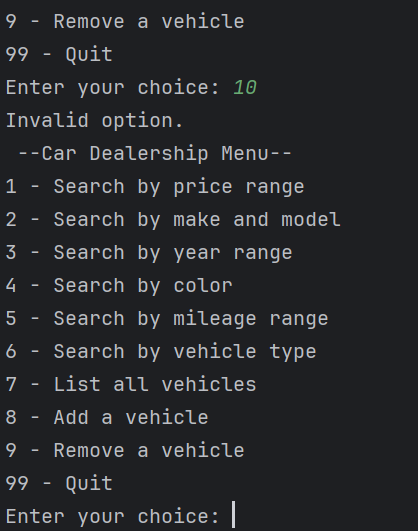 9 - Remove a vehicle
99 - Quit
Enter your choice: 10
Invalid option.
 --Car Dealership Menu--
1 - Search by price range
2 - Search by make and model
3 - Search by year range
4 - Search by color
5 - Search by mileage range
6 - Search by vehicle type
7 - List all vehicles
8 - Add a vehicle
9 - Remove a vehicle
99 - Quit
Enter your choice: